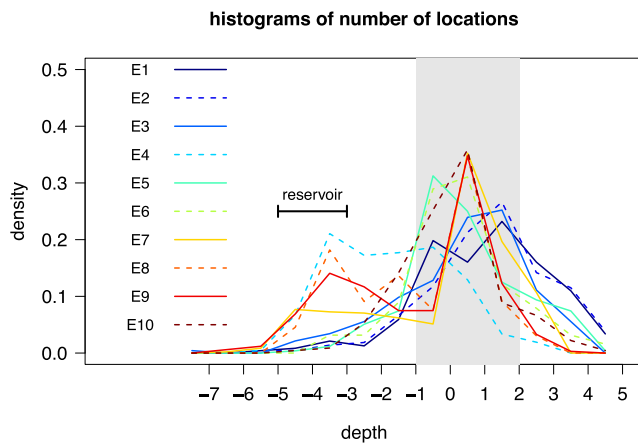 histograms of number of locations
density
0.5
0.4
0.3
0.2
0.1
0.0
E1
E2
E3
E4
E5
E6
E7
E8
E9
E10
reservoir
−7 −6 −5 −4 −3 −2 −1 0 1 2 3 4 5
depth